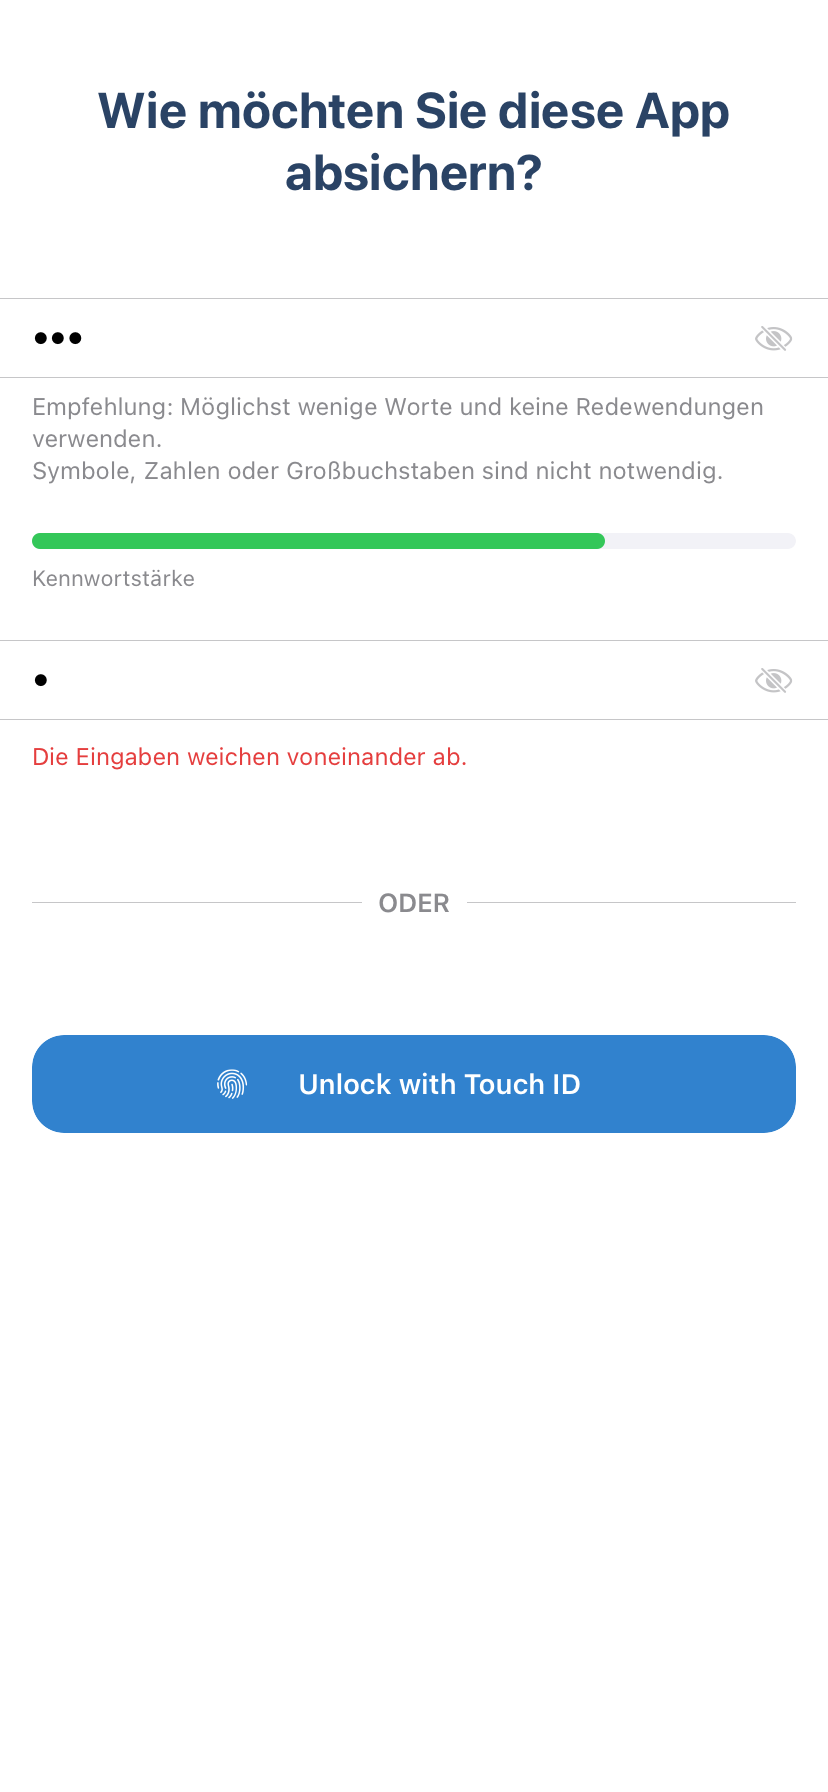 Wie möchten Sie diese App
absichern?
•••
Empfehlung: Möglichst wenige Worte und keine Redewendungen
verwenden.
Symbole, Zahlen oder Großbuchstaben sind nicht notwendig.
Kennwortstärke
•
Die Eingaben weichen voneinander ab.
ODER
Unlock with Touch ID